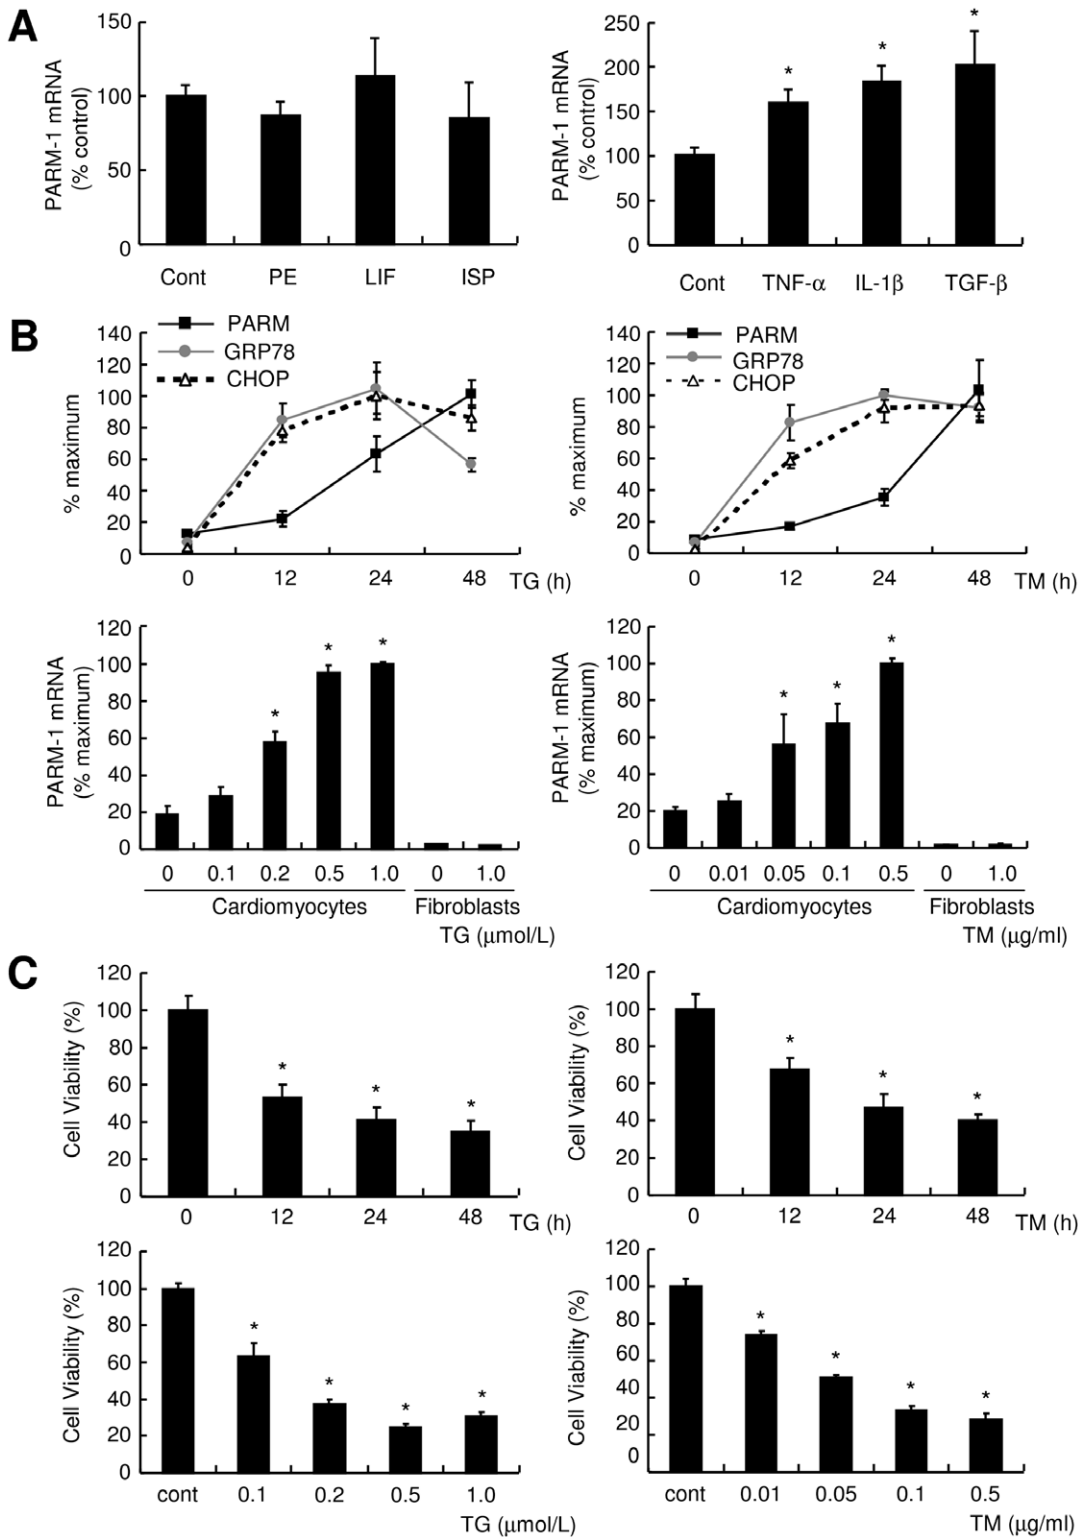 A
PARM-1 mRNA
(% control)
150
100
50
0
Cont PE LIF ISP
PARM-1 mRNA
(% control)
250
200
150
100
50
0
* * *
Cont TNF-α IL-1β TGF-β
B
PARM
GRP78
CHOP
% maximum
140
120
100
80
60
40
20
0
0 12 24 48 TG (h)
PARM
GRP78
CHOP
% maximum
140
120
100
80
60
40
20
0
0 12 24 48 TM (h)
PARM-1 mRNA
(% maximum)
120
100
80
60
40
20
0
* * *
0 0.1 0.2 0.5 1.0 0 1.0
Cardiomyocytes Fibroblasts
TG (μmol/L)
PARM-1 mRNA
(% maximum)
120
100
80
60
40
20
0
* * *
0 0.01 0.05 0.1 0.5 0 1.0
Cardiomyocytes Fibroblasts
TM (μg/ml)
C
Cell Viability (%)
120
100
80
60
40
20
0
* * *
0 12 24 48 TG (h)
Cell Viability (%)
120
100
80
60
40
20
0
* * *
0 12 24 48 TM (h)
Cell Viability (%)
120
100
80
60
40
20
0
* * * *
cont 0.1 0.2 0.5 1.0
TG (μmol/L)
Cell Viability (%)
120
100
80
60
40
20
0
* * * *
cont 0.01 0.05 0.1 0.5
TM (μg/ml)